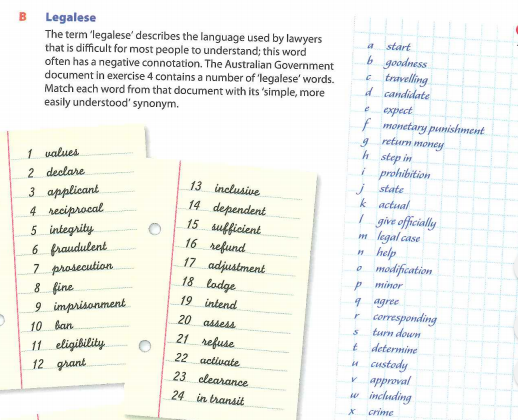 B Legalese
The term 'legalese' describes the language used by lawyers
that is difficult for most people to understand; this word
often has a negative connotation. The Australian Government
document in exercise 4 contains a number of 'legalese' words.
Match each word from that document with its 'simple, more
easily understood' synonym.
1 values
2 declare
3 applicant
4 reciprocal
5 integrity
6 fraudulent
7 prosecution
8 fine
9 imprisonment
10 ban
11 eligibility
12 grant
13 inclusive
14 dependent
15 sufficient
16 refund
17 adjustment
18 lodge
19 intend
20 assess
21 refuse
22 activate
23 clearance
24 in transit
a start
b goodness
c travelling
d candidate
e expect
f monetary punishment
g return money
h step in
i prohibition
j state
k actual
l give officially
m legal case
n help
o modification
p minor
q agree
r corresponding
s turn down
t determine
u custody
v approval
w including
x crime